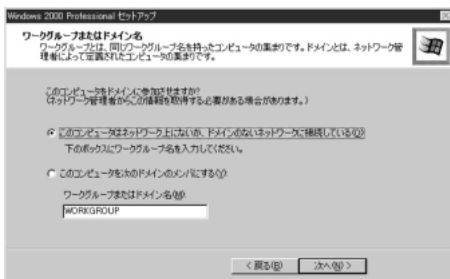 Windows 2000 Professional セットアップ
ワークグループまたはドメイン名
ワークグループとは、同じワークグループ名を持ったコンピュータの集まりです。ドメインとは、ネットワーク管
理者によって定義されたコンピュータの集まりです。
このコンピュータをドメインに参加させますか?
(ネットワーク管理者からこの情報を取得する必要がある場合があります。)
このコンピュータはネットワーク上にないか、ドメインのないネットワークに接続している(O)
下のボックスにワークグループ名を入力してください。
このコンピュータを次のドメインのメンバにする(Y):
ワークグループまたはドメイン名(W):
WORKGROUP
< 戻る(B)
次へ(N) >